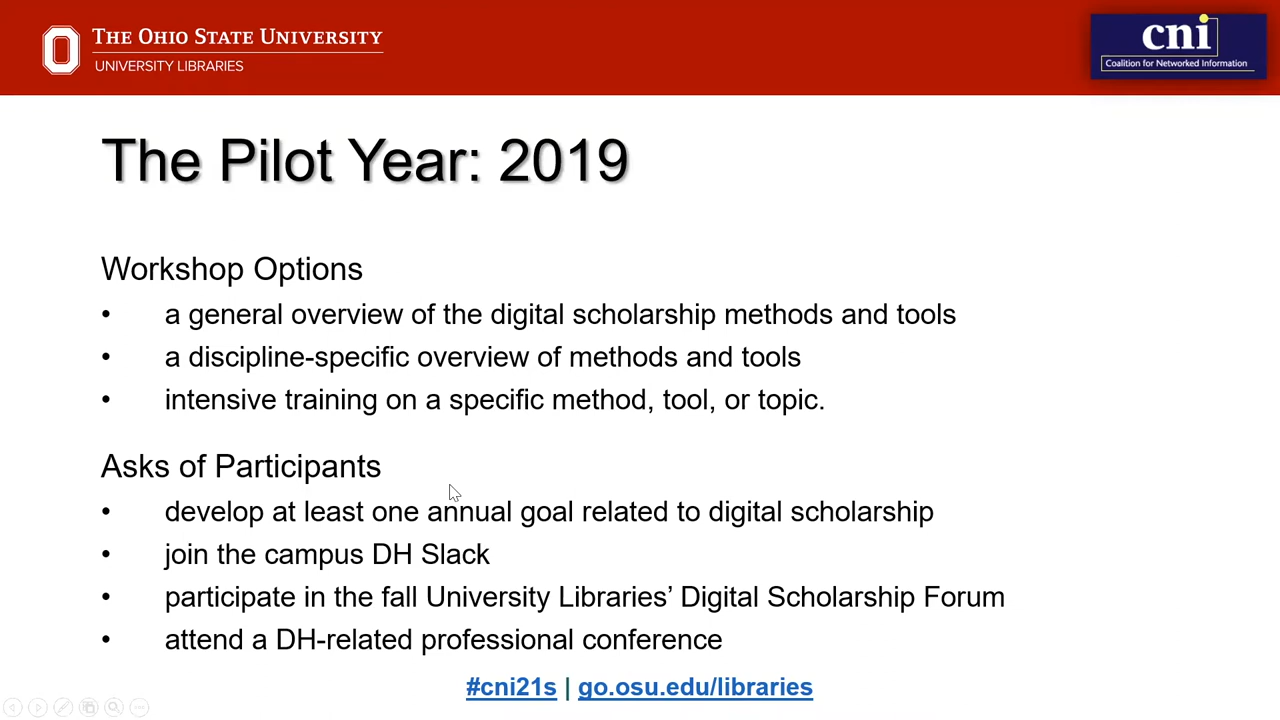 THE OHIO STATE UNIVERSITY
UNIVERSITY LIBRARIES
cni
Coalition for Networked Information
The Pilot Year: 2019
Workshop Options
• a general overview of the digital scholarship methods and tools
• a discipline-specific overview of methods and tools
• intensive training on a specific method, tool, or topic.
Asks of Participants
• develop at least one annual goal related to digital scholarship
• join the campus DH Slack
• participate in the fall University Libraries’ Digital Scholarship Forum
• attend a DH-related professional conference
#cni21s | go.osu.edu/libraries